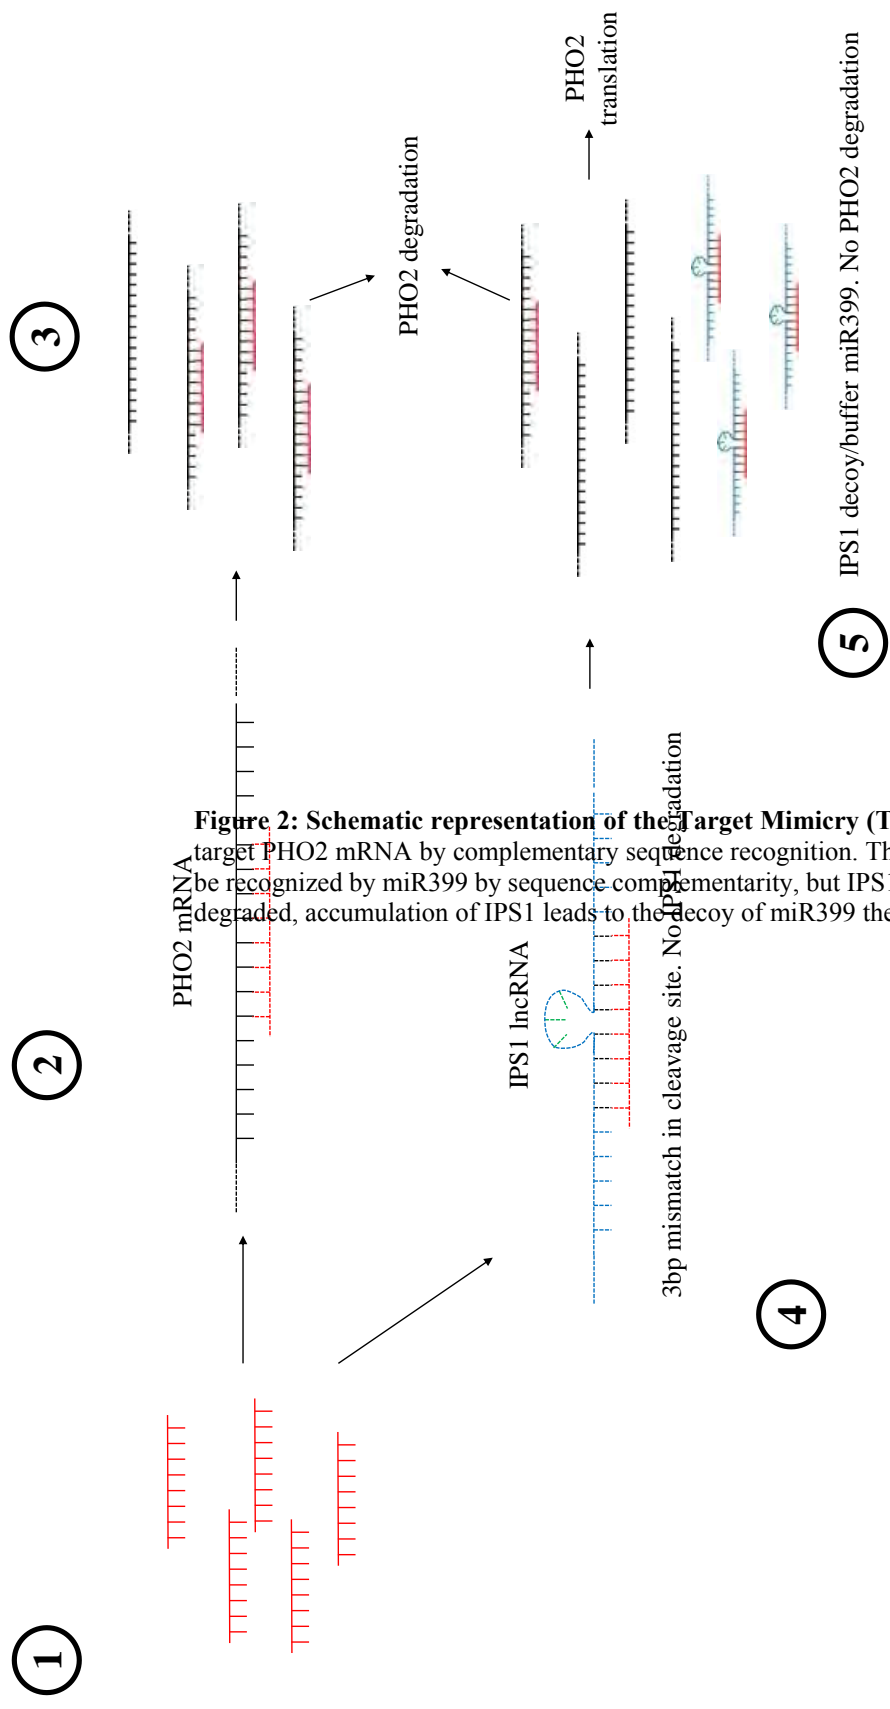 1
2
3
PHO2 mRNA
PHO2 degradation
IPS1 lncRNA
3bp mismatch in cleavage site. No IPS1 degradation
4
PHO2
translation
5
IPS1 decoy/buffer miR399. No PHO2 degradation
Figure 2: Schematic representation of the Target Mimicry (T
target PHO2 mRNA by complementary sequence recognition. Th
be recognized by miR399 by sequence complementarity, but IPS1
degraded, accumulation of IPS1 leads to the decoy of miR399 the